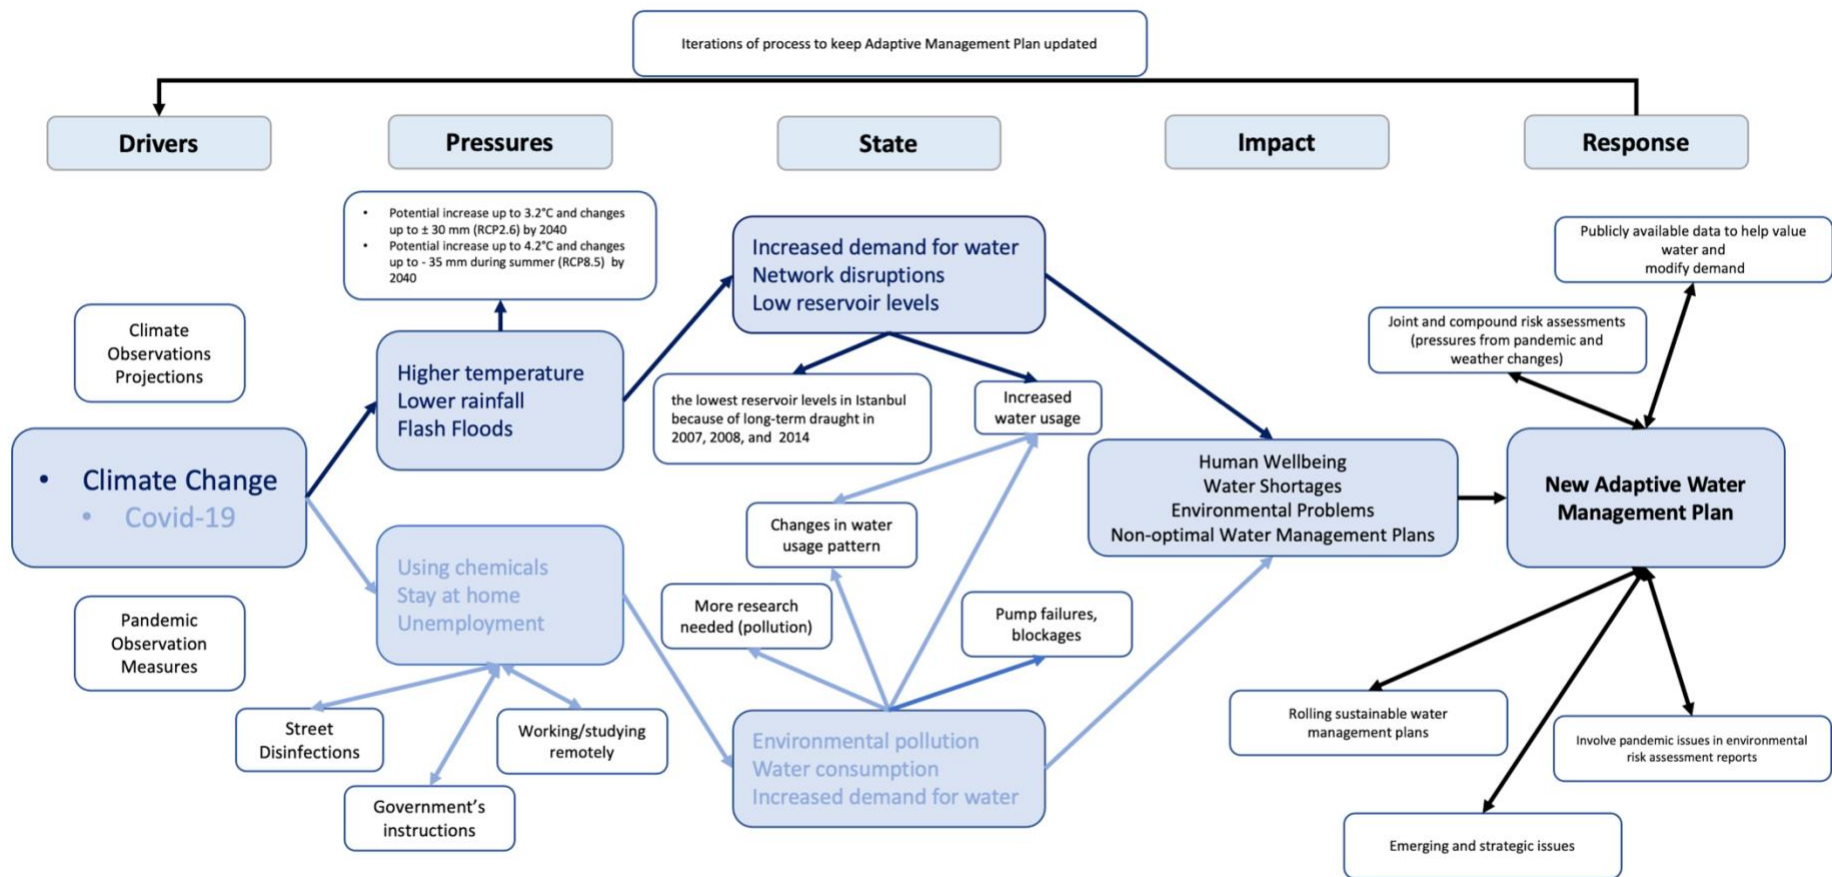 Iterations of process to keep Adaptive Management Plan updated
Drivers
Pressures
State
Impact
Response
• Potential increase up to 3.2°C and changes
up to ± 30 mm (RCP2.6) by 2040
• Potential increase up to 4.2°C and changes
up to - 35 mm during summer (RCP8.5) by
2040
Climate
Observations
Projections
• Climate Change
• Covid-19
Pandemic
Observation
Measures
Higher temperature
Lower rainfall
Flash Floods
Using chemicals
Stay at home
Unemployment
Street
Disinfections
Government's
instructions
Working/studying
remotely
Increased demand for water
Network disruptions
Low reservoir levels
the lowest reservoir levels in Istanbul
because of long-term draught in
2007, 2008, and 2014
Increased
water usage
Changes in water
usage pattern
More research
needed (pollution)
Pump failures,
blockages
Environmental pollution
Water consumption
Increased demand for water
Human Wellbeing
Water Shortages
Environmental Problems
Non-optimal Water Management Plans
Publicly available data to help value
water and
modify demand
Joint and compound risk assessments
(pressures from pandemic and
weather changes)
New Adaptive Water
Management Plan
Rolling sustainable water
management plans
Involve pandemic issues in environmental
risk assessment reports
Emerging and strategic issues